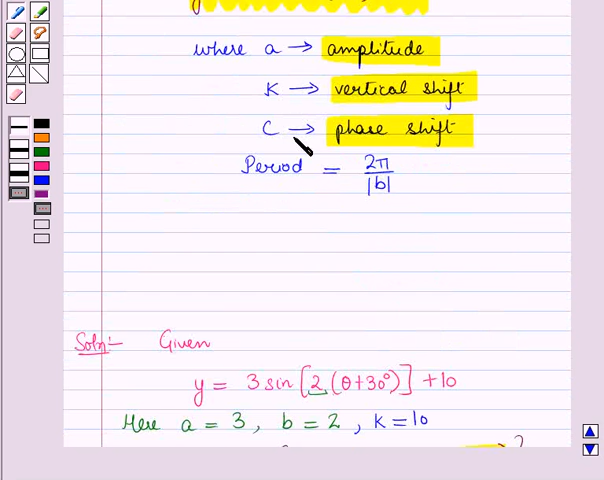 where a → amplitude
K → vertical shift
C → phase shift
Period = 2π/|b|
Soln:- Given
y = 3 sin [2 (θ+30°)] + 10
Here a = 3, b = 2, K = 10